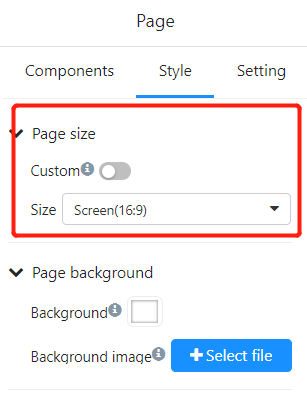 Page
Components Style Setting
Page size
Custom
Size Screen(16:9)
Page background
Background
Background image Select file